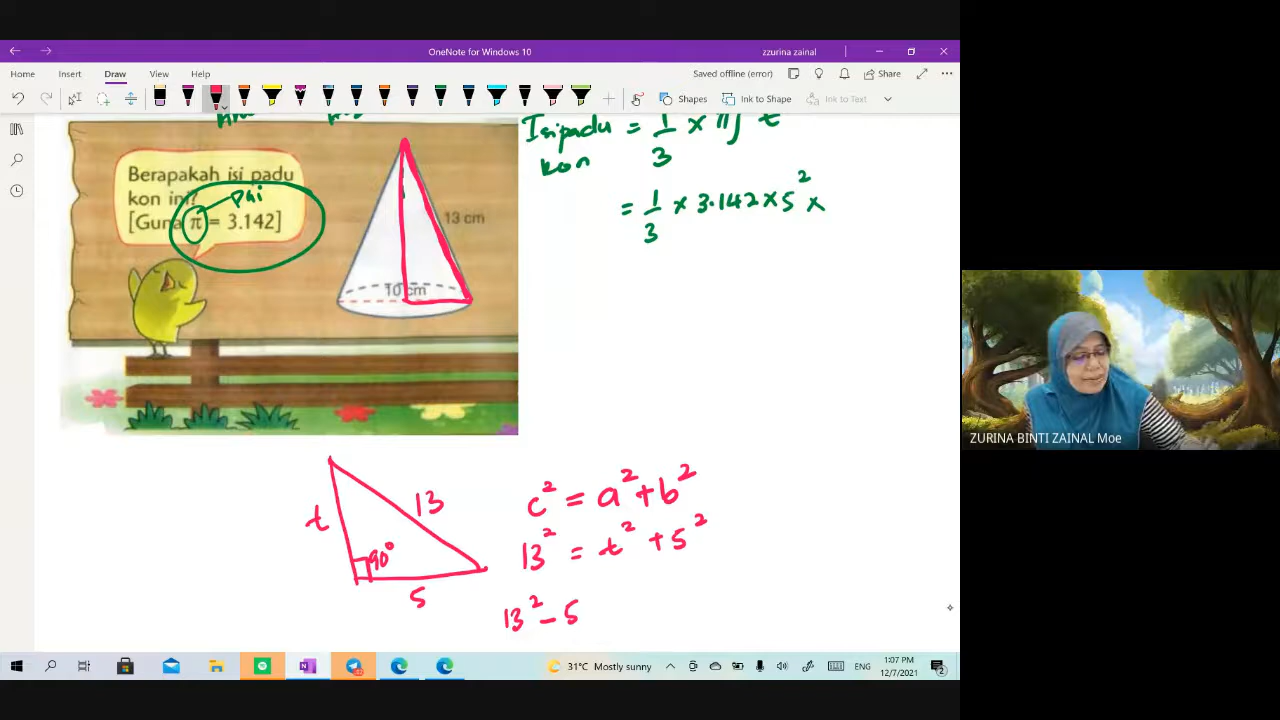 OneNote for Windows 10
zzurina zainal
Home Insert Draw View Help
Saved offline (error)
Share
Shapes
Ink to Shape
Ink to Text
Berapakah isi padu
kon ini?
[Guna π = 3.142]
pai
13 cm
10 cm
Isipadu = 1/3 × πj² t
kon
= 1/3 × 3.142 × 5² ×
t
13
90°
5
c² = a² + b²
13² = t² + 5²
13² - 5
ZURINA BINTI ZAINAL Moe
31°C Mostly sunny
ENG
1:07 PM
12/7/2021
2